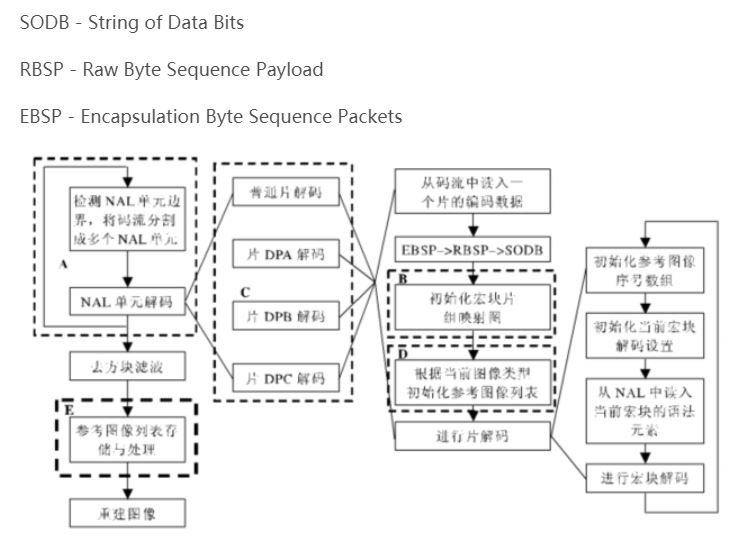 SODB - String of Data Bits
RBSP - Raw Byte Sequence Payload
EBSP - Encapsulation Byte Sequence Packets
检测 NAL 单元边
界，将码流分割
成多个 NAL 单元
A
NAL 单元解码
去方块滤波
E
参考图像列表存
储与处理
重建图像
普通片解码
片 DPA 解码
C
片 DPB 解码
片 DPC 解码
从码流中读入一
个片的编码数据
EBSP->RBSP->SODB
B
初始化宏块片
组映射图
D
根据当前图像类型
初始化参考图像列表
进行片解码
初始化参考图像
序号数组
初始化当前宏块
解码设置
从 NAL 中读入
当前宏块的语法
元素
进行宏块解码